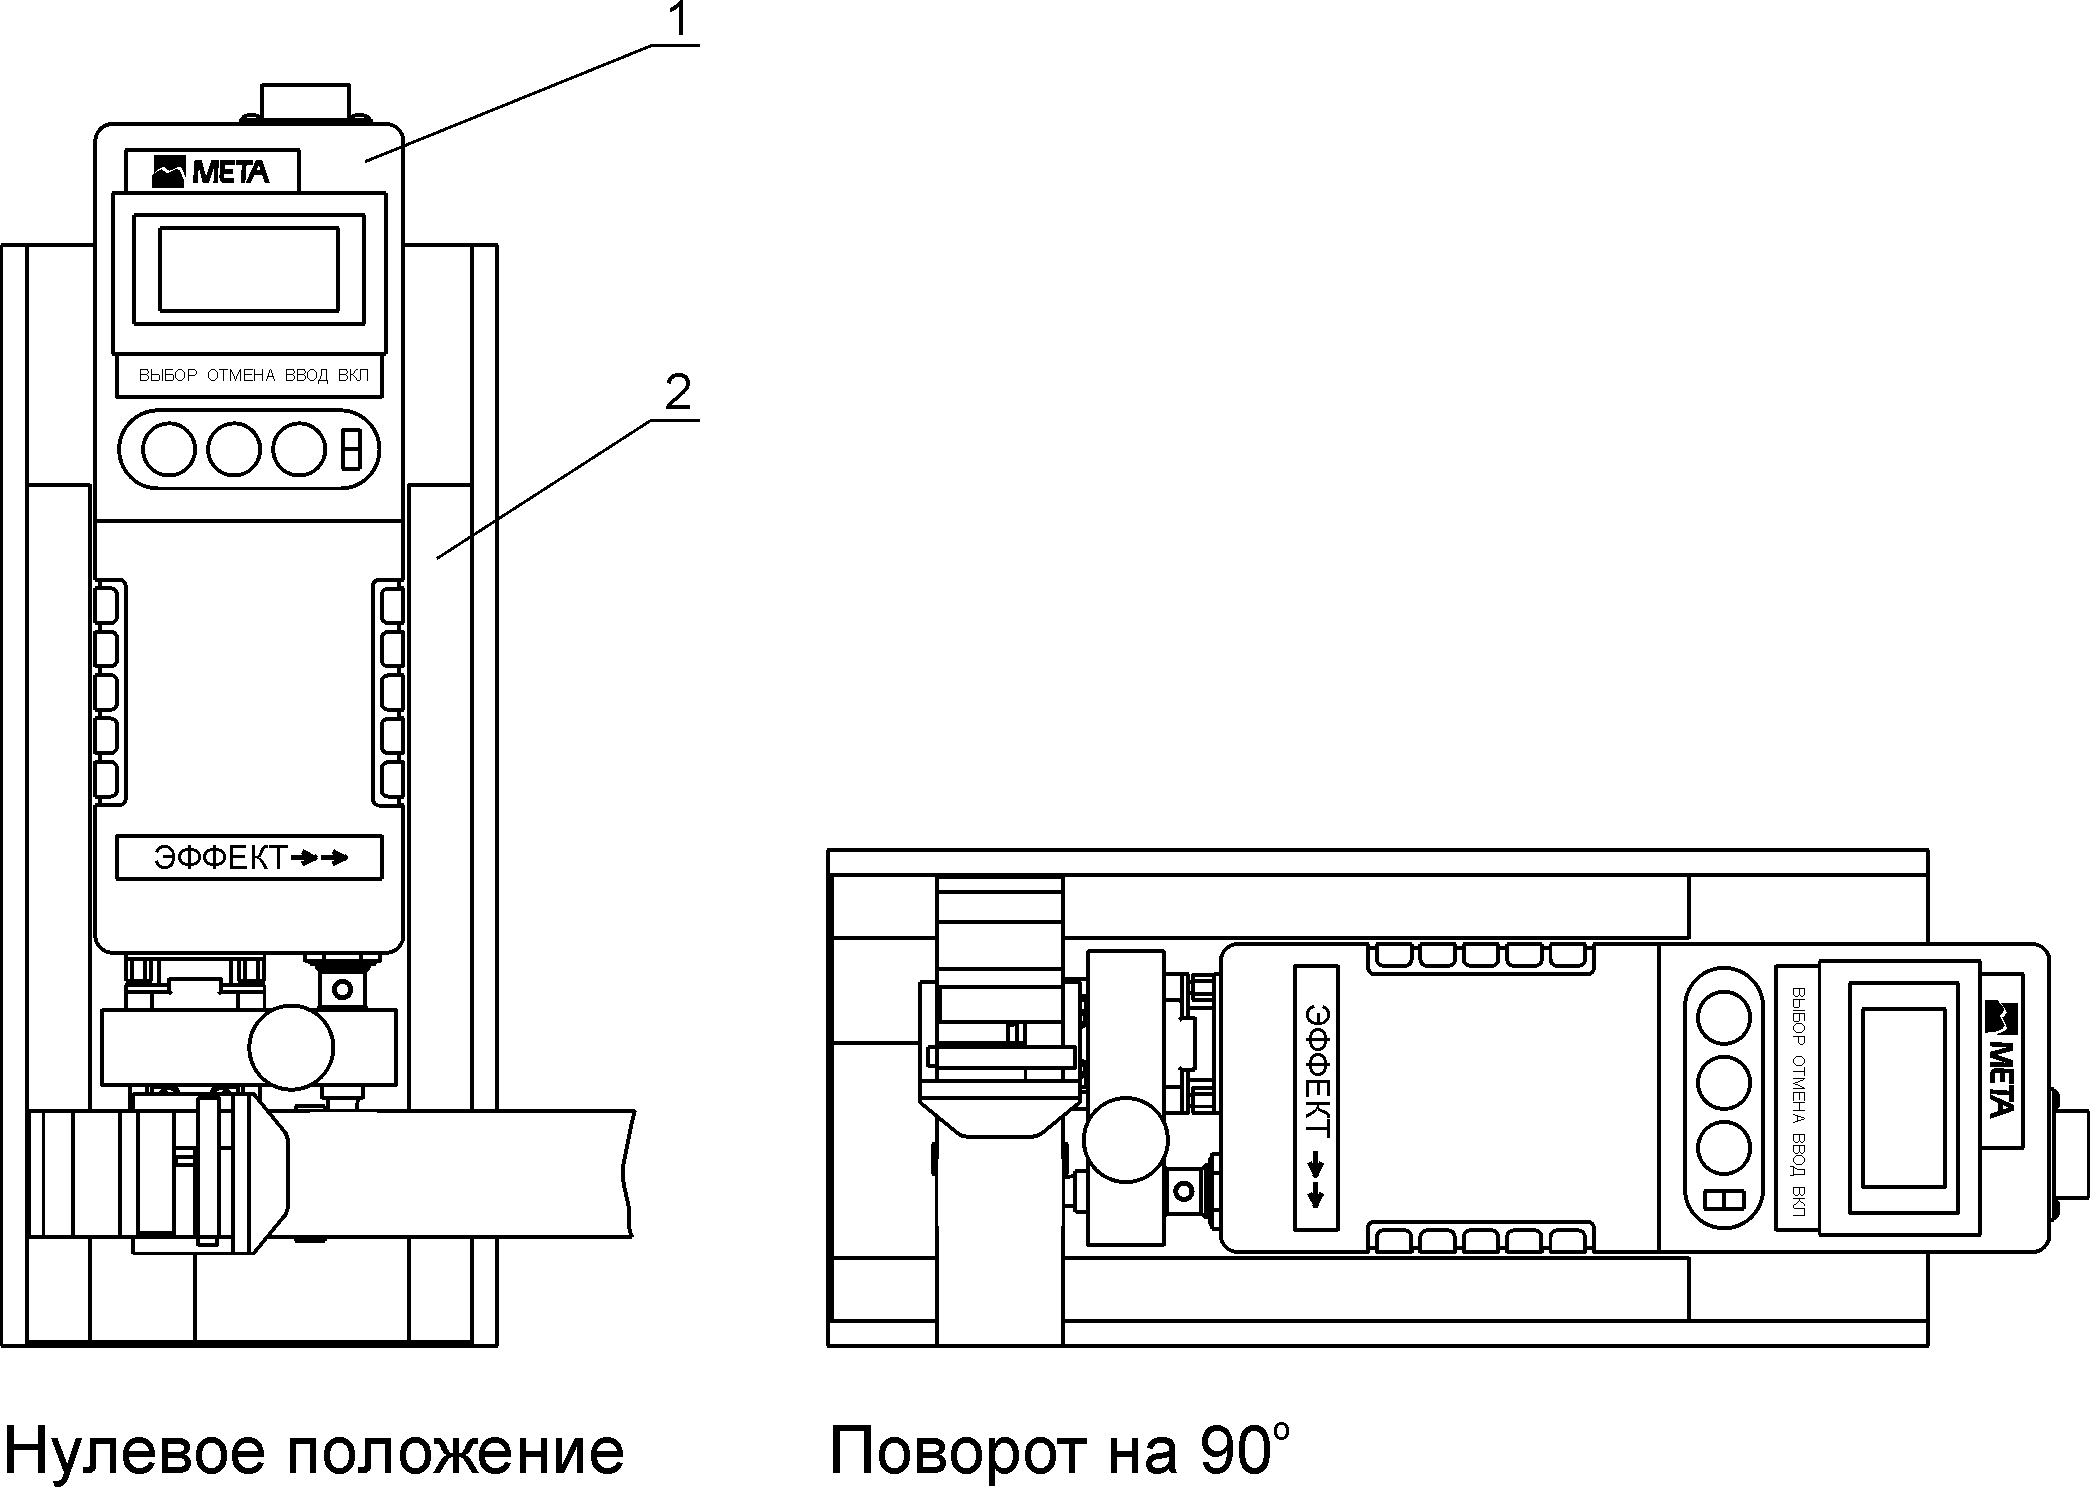 1
META
ВЫБОР ОТМЕНА ВВОД ВКЛ
2
ЭФФЕКТ→→
ЭФФЕКТ →→
ВЫБОР ОТМЕНА ВВОД ВКЛ
META
Нулевое положение
Поворот на 90°